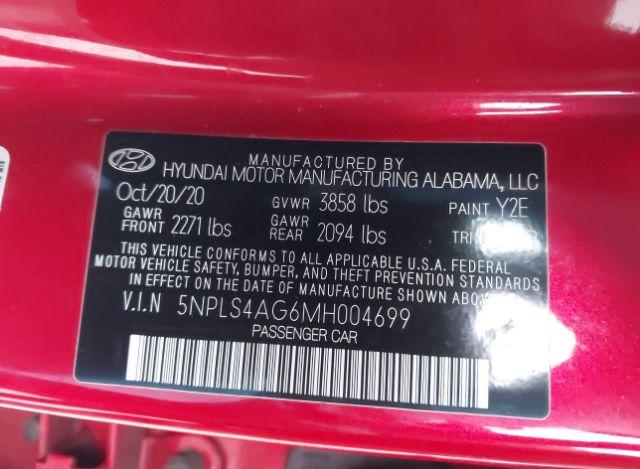 MANUFACTURED BY
HYUNDAI MOTOR MANUFACTURING ALABAMA, LLC
Oct/20/20 GVWR 3858 lbs PAINT Y2E
GAWR FRONT 2271 lbs GAWR REAR 2094 lbs TRIM
THIS VEHICLE CONFORMS TO ALL APPLICABLE U.S.A. FEDERAL
MOTOR VEHICLE SAFETY, BUMPER, AND THEFT PREVENTION STANDARDS
IN EFFECT ON THE DATE OF MANUFACTURE SHOWN ABOVE
V.I.N 5NPLS4AG6MH004699
PASSENGER CAR